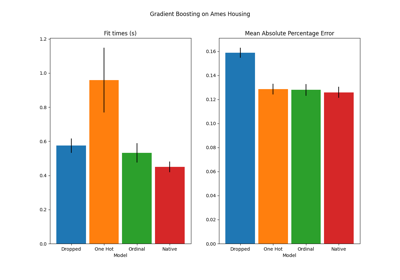 Gradient Boosting on Ames Housing
Fit times (s)
1.2
1.0
0.8
0.6
0.4
0.2
0.0
Dropped One Hot Ordinal Native
Model
Mean Absolute Percentage Error
0.16
0.14
0.12
0.10
0.08
0.06
0.04
0.02
0.00
Dropped One Hot Ordinal Native
Model